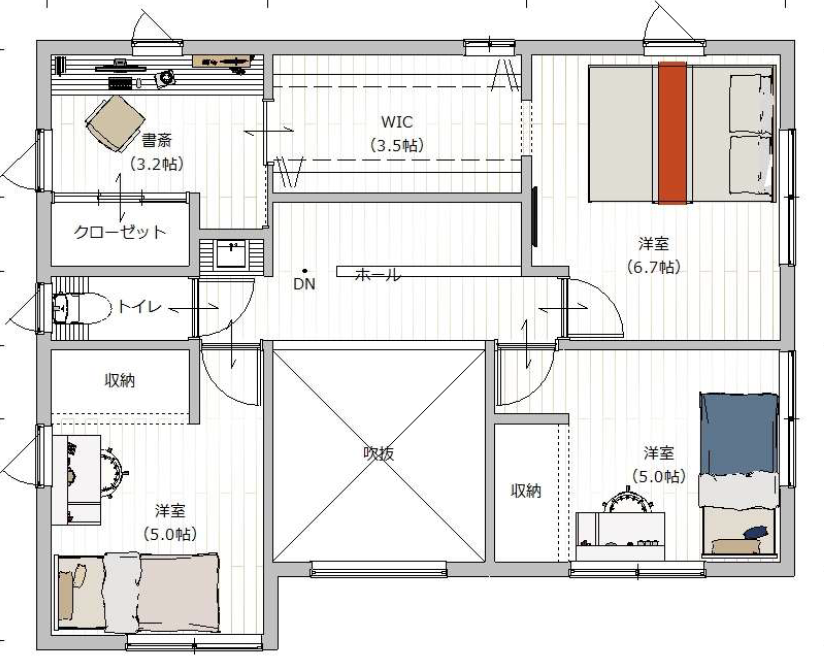 書斎
（3.2帖）
WIC
（3.5帖）
クローゼット
洋室
（6.7帖）
DN
ホール
トイレ
収納
吹抜
洋室
（5.0帖）
収納
洋室
（5.0帖）